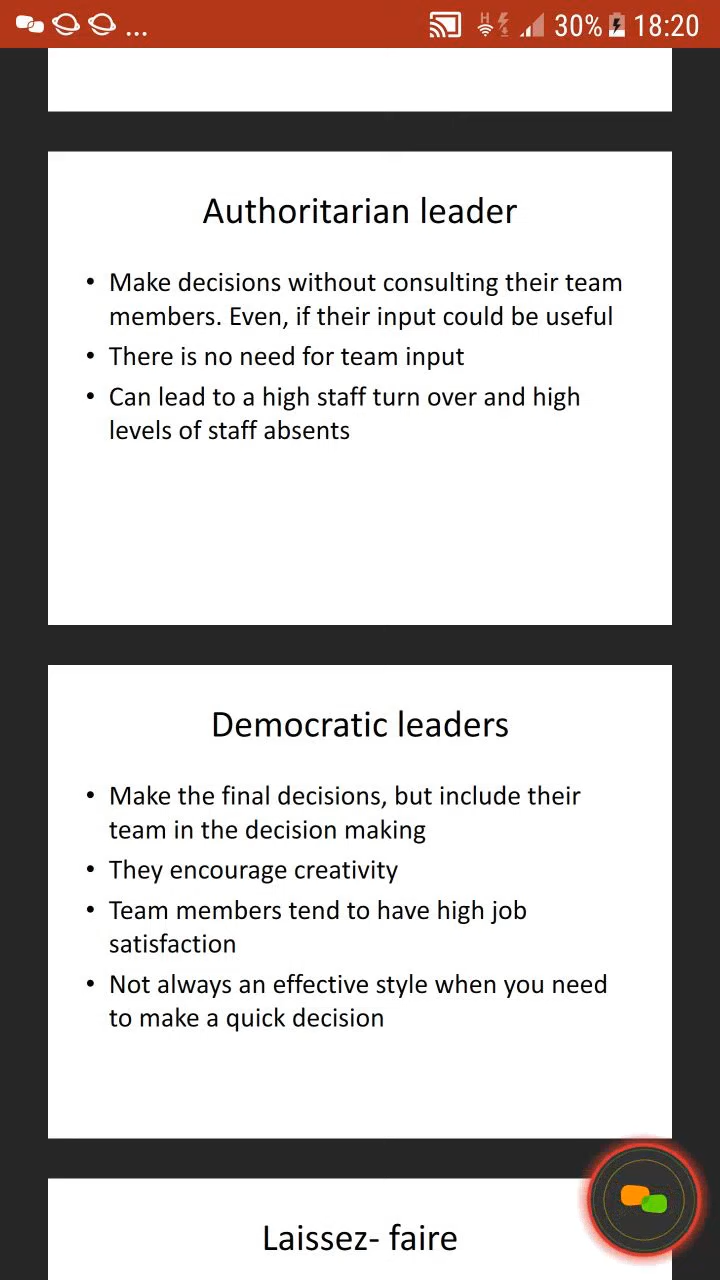 ... 30% 18:20
Authoritarian leader
• Make decisions without consulting their team
members. Even, if their input could be useful
• There is no need for team input
• Can lead to a high staff turn over and high
levels of staff absents
Democratic leaders
• Make the final decisions, but include their
team in the decision making
• They encourage creativity
• Team members tend to have high job
satisfaction
• Not always an effective style when you need
to make a quick decision
Laissez- faire